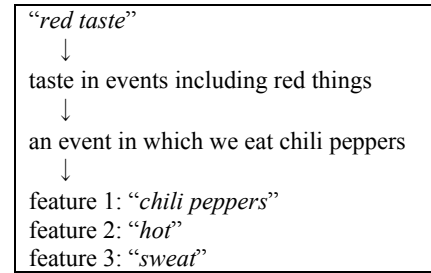 “red taste”
↓
taste in events including red things
↓
an event in which we eat chili peppers
↓
feature 1: “chili peppers”
feature 2: “hot”
feature 3: “sweat”